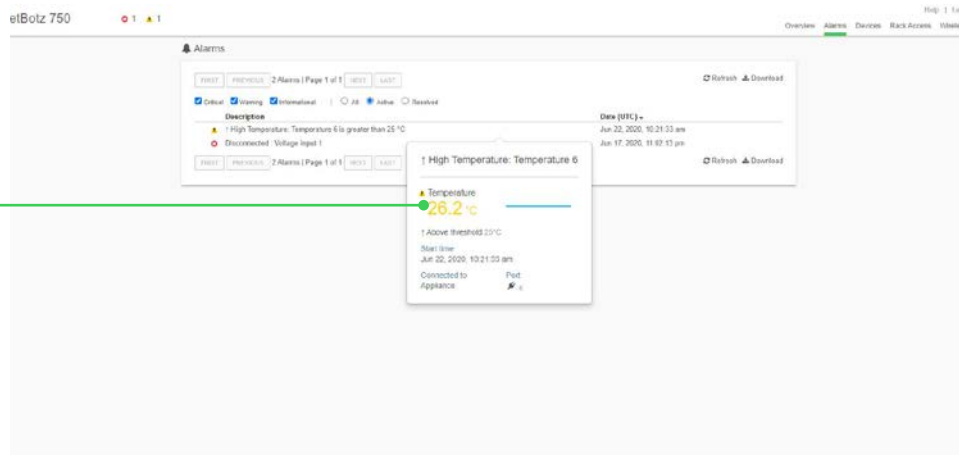 etBotz 750
1
1
Help |
Overview Alarms Devices Rack Access
Alarms
FIRST PREVIOUS 2 Alarms | Page 1 of 1 NEXT LAST
Refresh Download
Critical Warning Informational | All Active Resolved
Description Date (UTC)
↑ High Temperature: Temperature 6 is greater than 25 °C Jun 22, 2020, 10:21:33 am
Disconnected: Voltage Input 1 Jun 17, 2020, 11:02:13 pm
FIRST PREVIOUS 2 Alarms | Page 1 of 1 NEXT LAST
Refresh Download
↑ High Temperature: Temperature 6
Temperature
26.2 °C
↑ Above threshold 25°C
Start time
Jun 22, 2020, 10:21:33 am
Connected to Port
Appliance 6